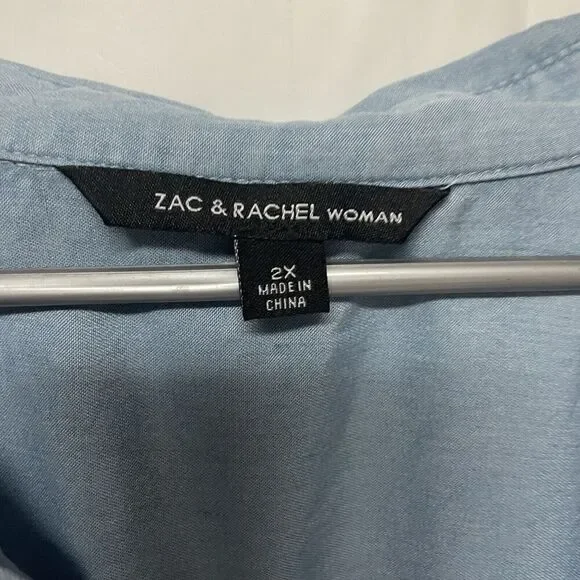 ZAC & RACHEL WOMAN
2X
MADE IN
CHINA